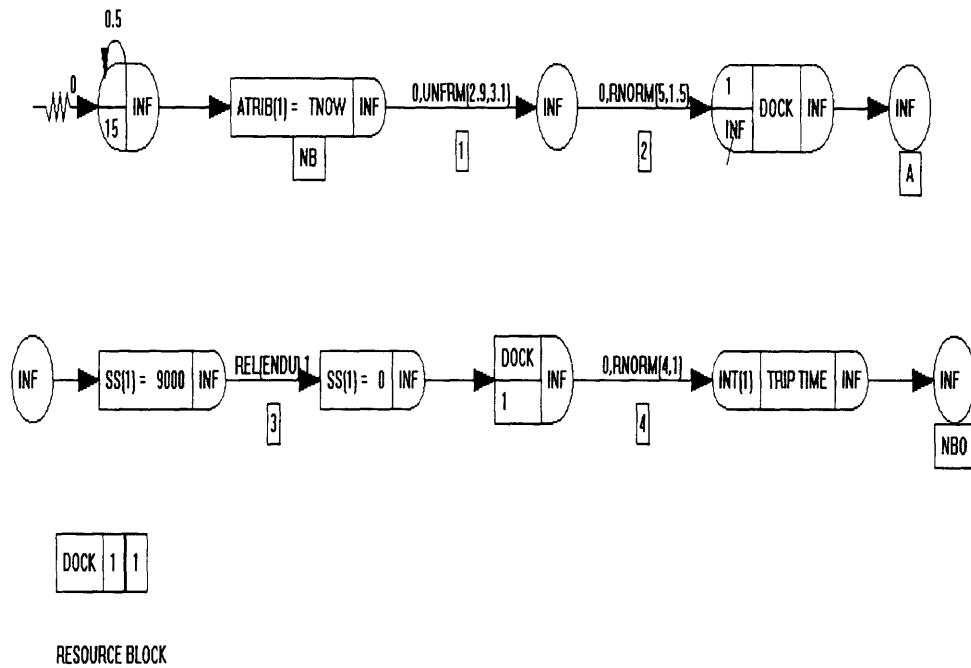 0.5
0
INF
15
ATRIB(1) = TNOW
INF
NB
0,UNFRM(2.9,3.1)
1
INF
0,RNORM(5,1.5)
2
1
INF
DOCK
INF
INF
A
INF
SS(1) = 9000
INF
REL(ENDU),1
3
SS(1) = 0
INF
DOCK
1
0,RNORM(4,1)
4
INT(1)
TRIP TIME
INF
INF
NBO
DOCK
1
1
RESOURCE BLOCK